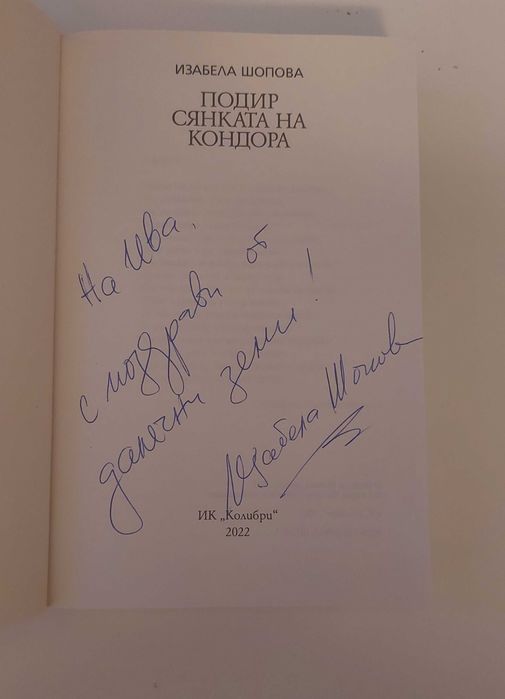 ИЗАБЕЛА ШОПОВА
ПОДИР
СЯНКАТА НА
КОНДОРА
На Ива,
с поздрави от
далечни земи!
Изабела Шопова
ИК „Колибри“
2022